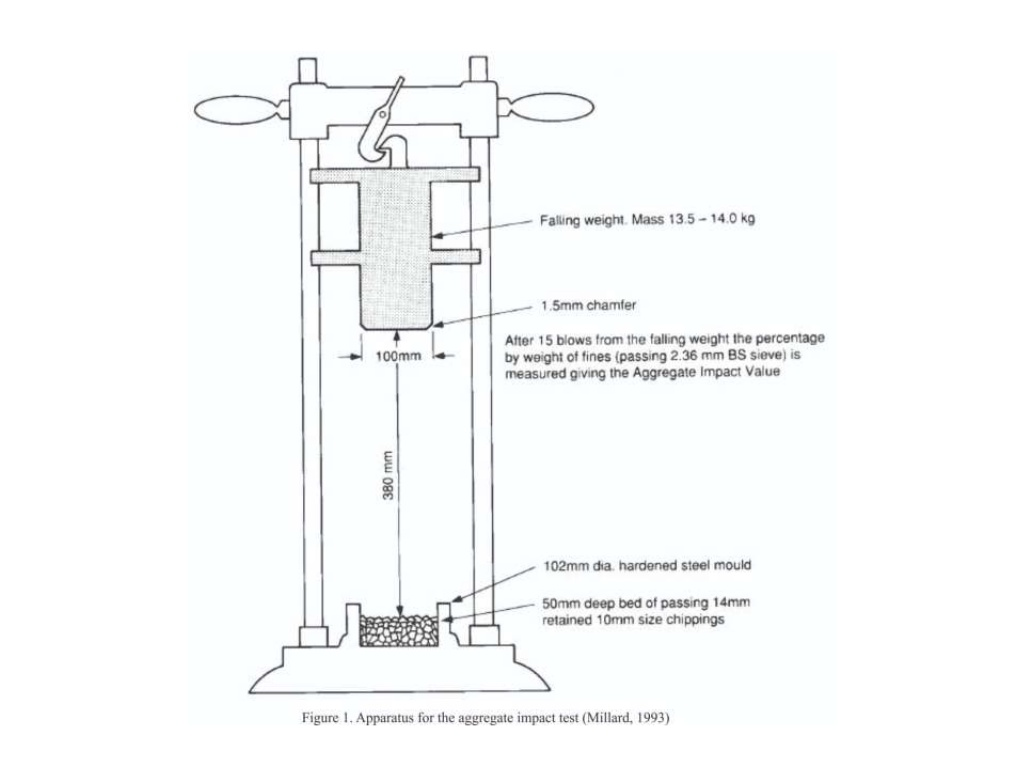 Falling weight. Mass 13.5 – 14.0 kg
1.5mm chamfer
After 15 blows from the falling weight the percentage
by weight of fines (passing 2.36 mm BS sieve) is
measured giving the Aggregate Impact Value
100mm
380 mm
102mm dia. hardened steel mould
50mm deep bed of passing 14mm
retained 10mm size chippings
Figure 1. Apparatus for the aggregate impact test (Millard, 1993)